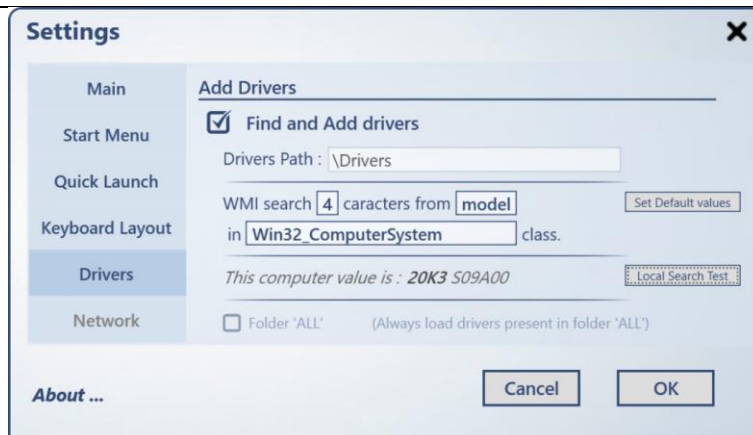 Settings
Main
Start Menu
Quick Launch
Keyboard Layout
Drivers
Network
About ...
Add Drivers
Find and Add drivers
Drivers Path : \Drivers
WMI search 4 caracters from model
Set Default values
in Win32_ComputerSystem class.
This computer value is : 20K3 S09A00
Local Search Test
Folder 'ALL' (Always load drivers present in folder 'ALL')
Cancel OK